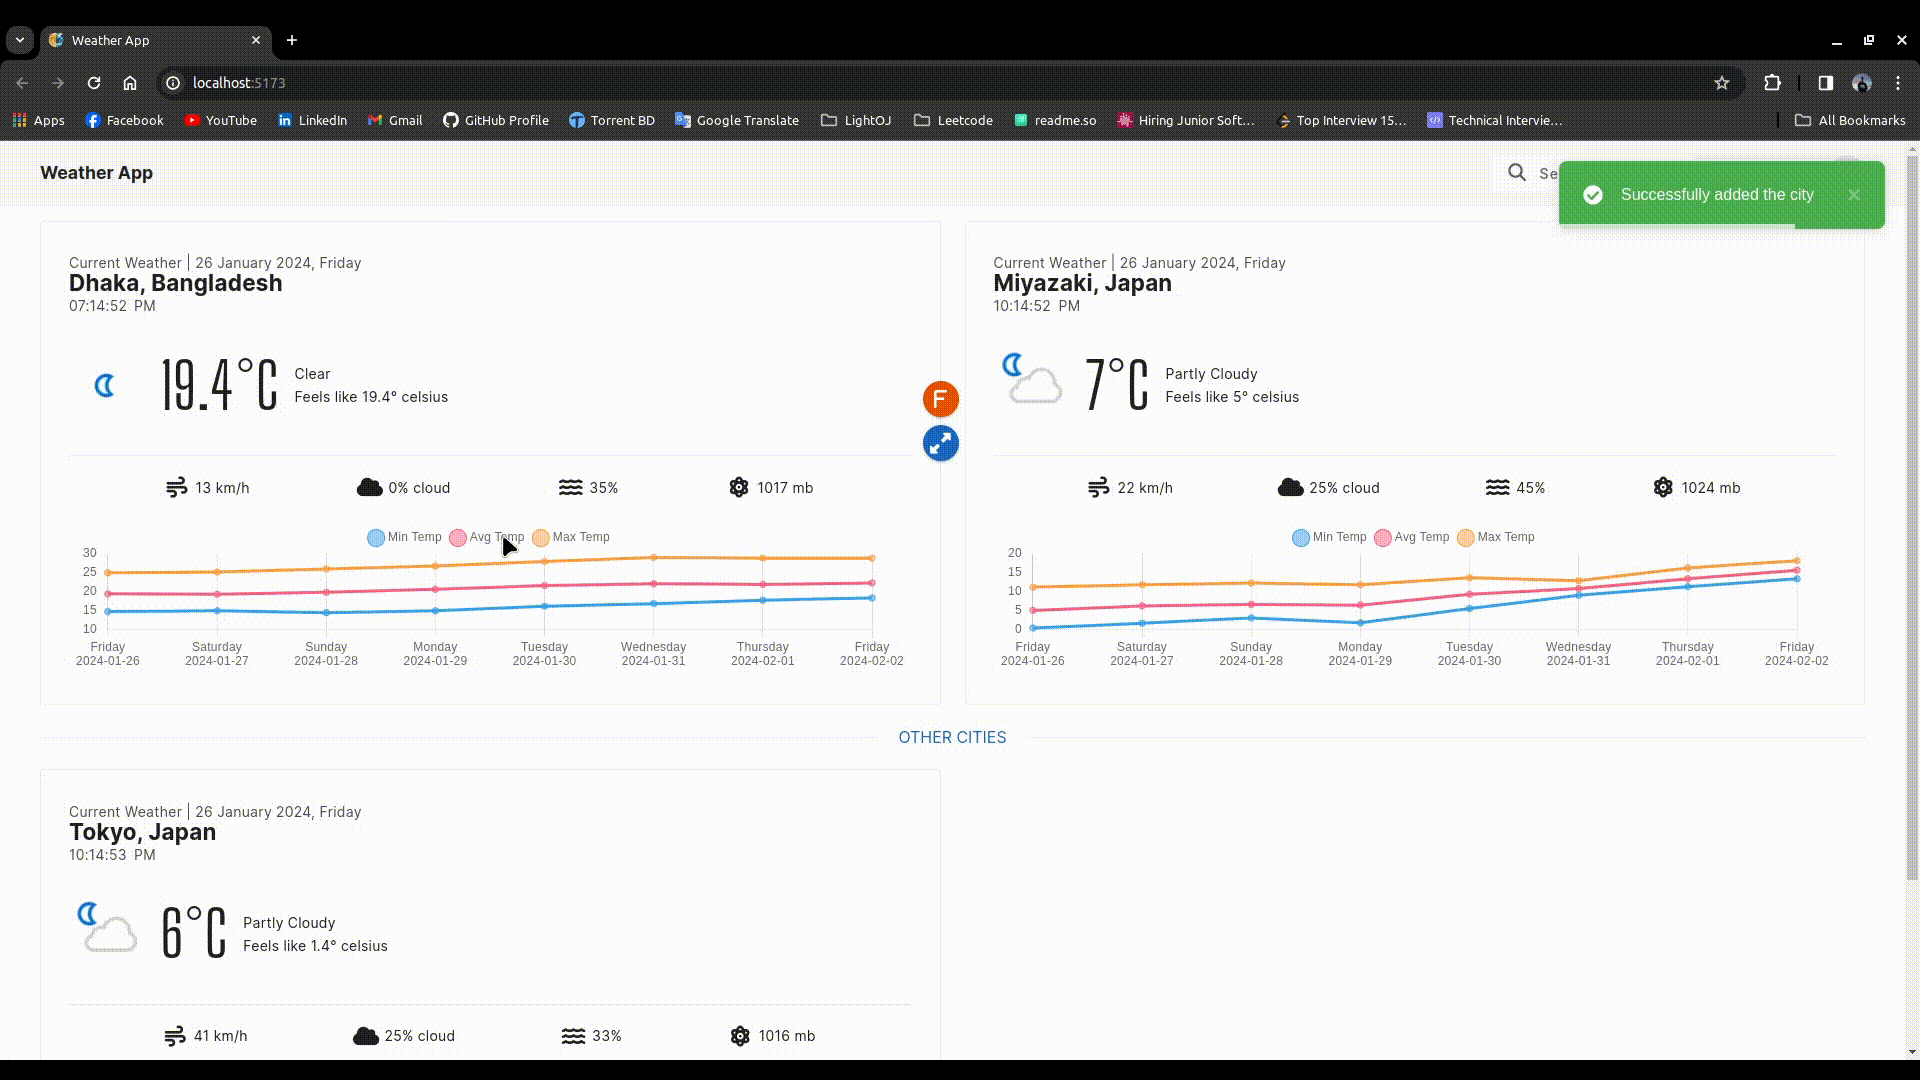 Weather App
localhost:5173
Apps Facebook YouTube LinkedIn Gmail GitHub Profile Torrent BD Google Translate LightOJ Leetcode readme.so Hiring Junior Soft... Top Interview 15... Technical Intervie... All Bookmarks
Weather App
Se
Successfully added the city
Current Weather | 26 January 2024, Friday
Dhaka, Bangladesh
07:14:52 PM
19.4°C
Clear
Feels like 19.4° celsius
13 km/h 0% cloud 35% 1017 mb
Min Temp Avg Temp Max Temp
30
25
20
15
10
Friday Saturday Sunday Monday Tuesday Wednesday Thursday Friday
2024-01-26 2024-01-27 2024-01-28 2024-01-29 2024-01-30 2024-01-31 2024-02-01 2024-02-02
F
Current Weather | 26 January 2024, Friday
Miyazaki, Japan
10:14:52 PM
7°C
Partly Cloudy
Feels like 5° celsius
22 km/h 25% cloud 45% 1024 mb
Min Temp Avg Temp Max Temp
20
15
10
5
0
Friday Saturday Sunday Monday Tuesday Wednesday Thursday Friday
2024-01-26 2024-01-27 2024-01-28 2024-01-29 2024-01-30 2024-01-31 2024-02-01 2024-02-02
OTHER CITIES
Current Weather | 26 January 2024, Friday
Tokyo, Japan
10:14:53 PM
6°C
Partly Cloudy
Feels like 1.4° celsius
41 km/h 25% cloud 33% 1016 mb